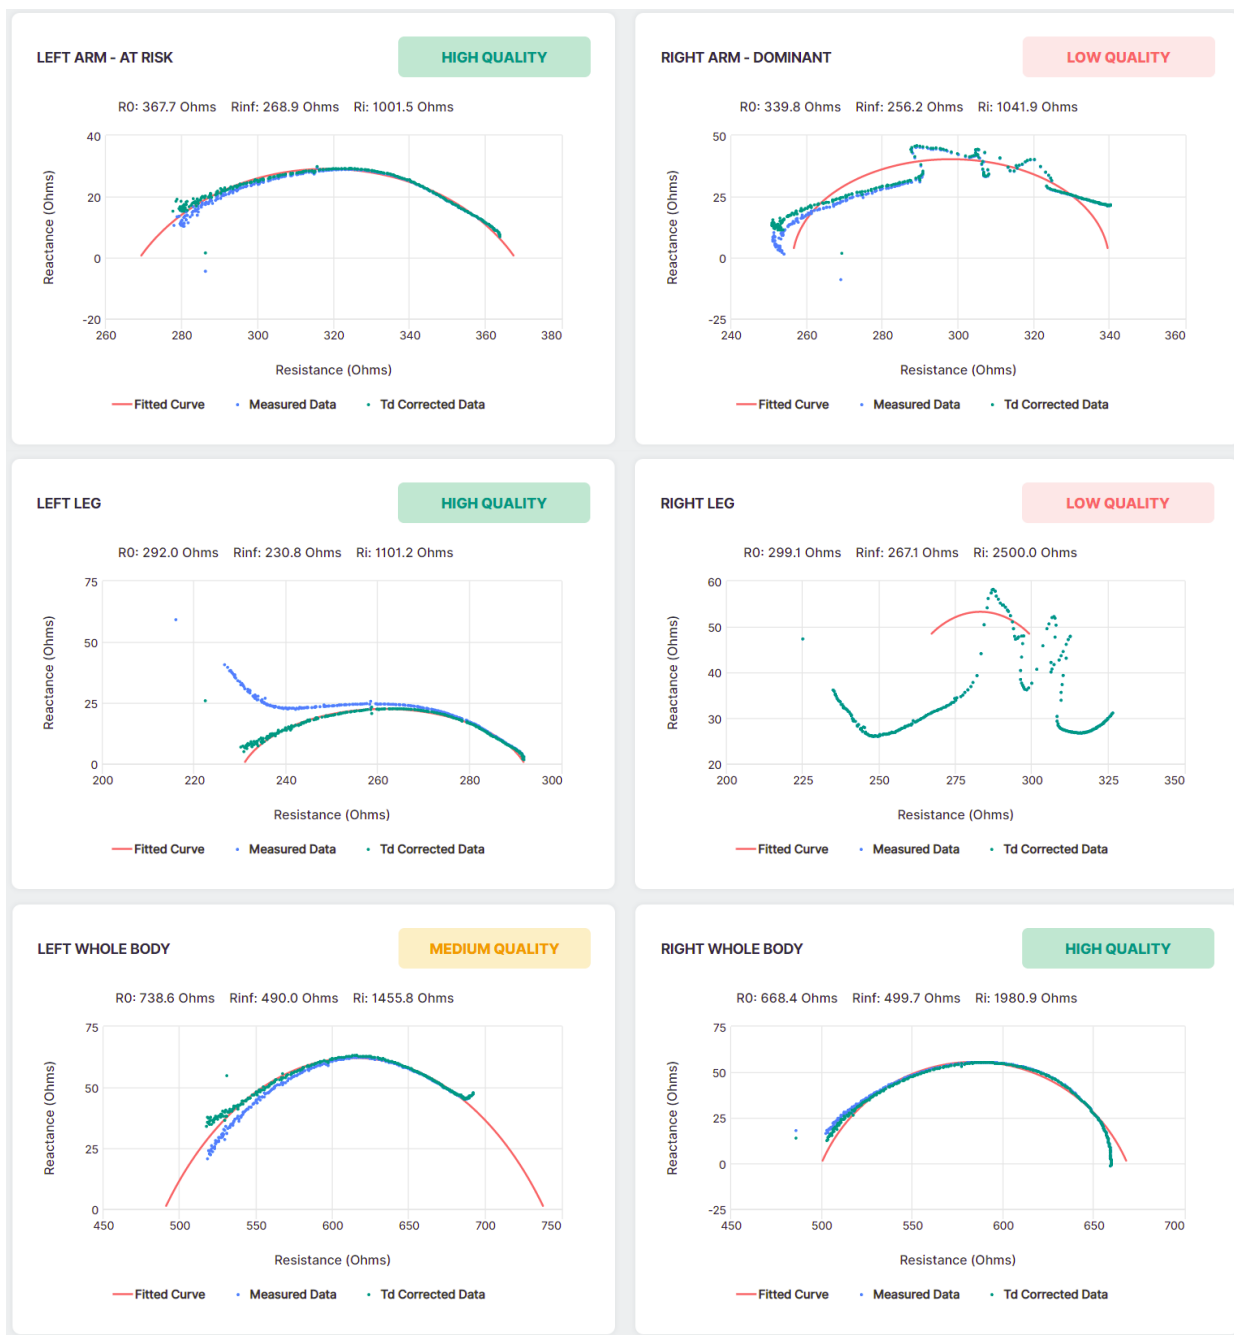 LEFT ARM - AT RISK
HIGH QUALITY
R0: 367.7 Ohms Rinf: 268.9 Ohms Ri: 1001.5 Ohms
40
20
0
-20
260 280 300 320 340 360 380
Reactance (Ohms)
Resistance (Ohms)
Fitted Curve Measured Data Td Corrected Data
RIGHT ARM - DOMINANT
LOW QUALITY
R0: 339.8 Ohms Rinf: 256.2 Ohms Ri: 1041.9 Ohms
50
25
0
-25
240 260 280 300 320 340 360
Reactance (Ohms)
Resistance (Ohms)
Fitted Curve Measured Data Td Corrected Data
LEFT LEG
HIGH QUALITY
R0: 292.0 Ohms Rinf: 230.8 Ohms Ri: 1101.2 Ohms
75
50
25
0
200 220 240 260 280 300
Reactance (Ohms)
Resistance (Ohms)
Fitted Curve Measured Data Td Corrected Data
RIGHT LEG
LOW QUALITY
R0: 299.1 Ohms Rinf: 267.1 Ohms Ri: 2500.0 Ohms
60
50
40
30
20
200 225 250 275 300 325 350
Reactance (Ohms)
Resistance (Ohms)
Fitted Curve Measured Data Td Corrected Data
LEFT WHOLE BODY
MEDIUM QUALITY
R0: 738.6 Ohms Rinf: 490.0 Ohms Ri: 1455.8 Ohms
75
50
25
0
450 500 550 600 650 700 750
Reactance (Ohms)
Resistance (Ohms)
Fitted Curve Measured Data Td Corrected Data
RIGHT WHOLE BODY
HIGH QUALITY
R0: 668.4 Ohms Rinf: 499.7 Ohms Ri: 1980.9 Ohms
75
50
25
0
-25
450 500 550 600 650 700
Reactance (Ohms)
Resistance (Ohms)
Fitted Curve Measured Data Td Corrected Data